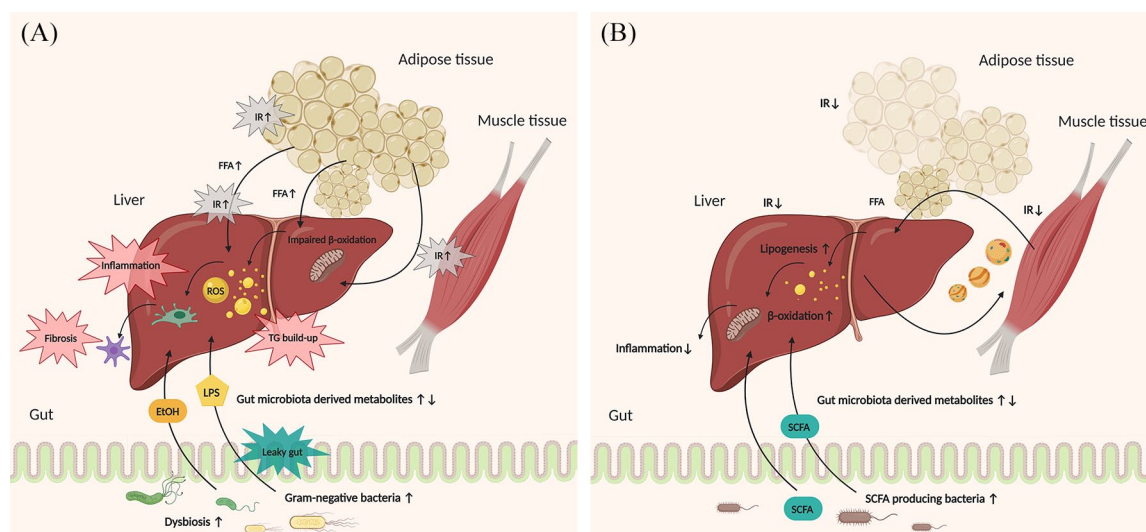 (A)
Adipose tissue
IR↑
Muscle tissue
FFA↑
FFA↑
Liver
IR↑
Impaired β-oxidation
IR↑
Inflammation
ROS
Fibrosis
TG build-up
LPS
EtOH
Gut microbiota derived metabolites ↑ ↓
Gut
Leaky gut
Gram-negative bacteria ↑
Dysbiosis ↑
(B)
Adipose tissue
IR↓
Muscle tissue
Liver
IR↓
FFA
IR↓
Lipogenesis ↑
β-oxidation ↑
Inflammation ↓
Gut microbiota derived metabolites ↑ ↓
Gut
SCFA
SCFA producing bacteria ↑
SCFA